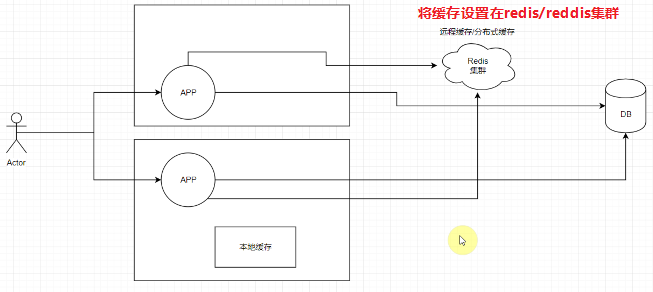 将缓存设置在redis/reddis集群
远程缓存/分布式缓存
Redis
集群
APP
DB
Actor
APP
本地缓存